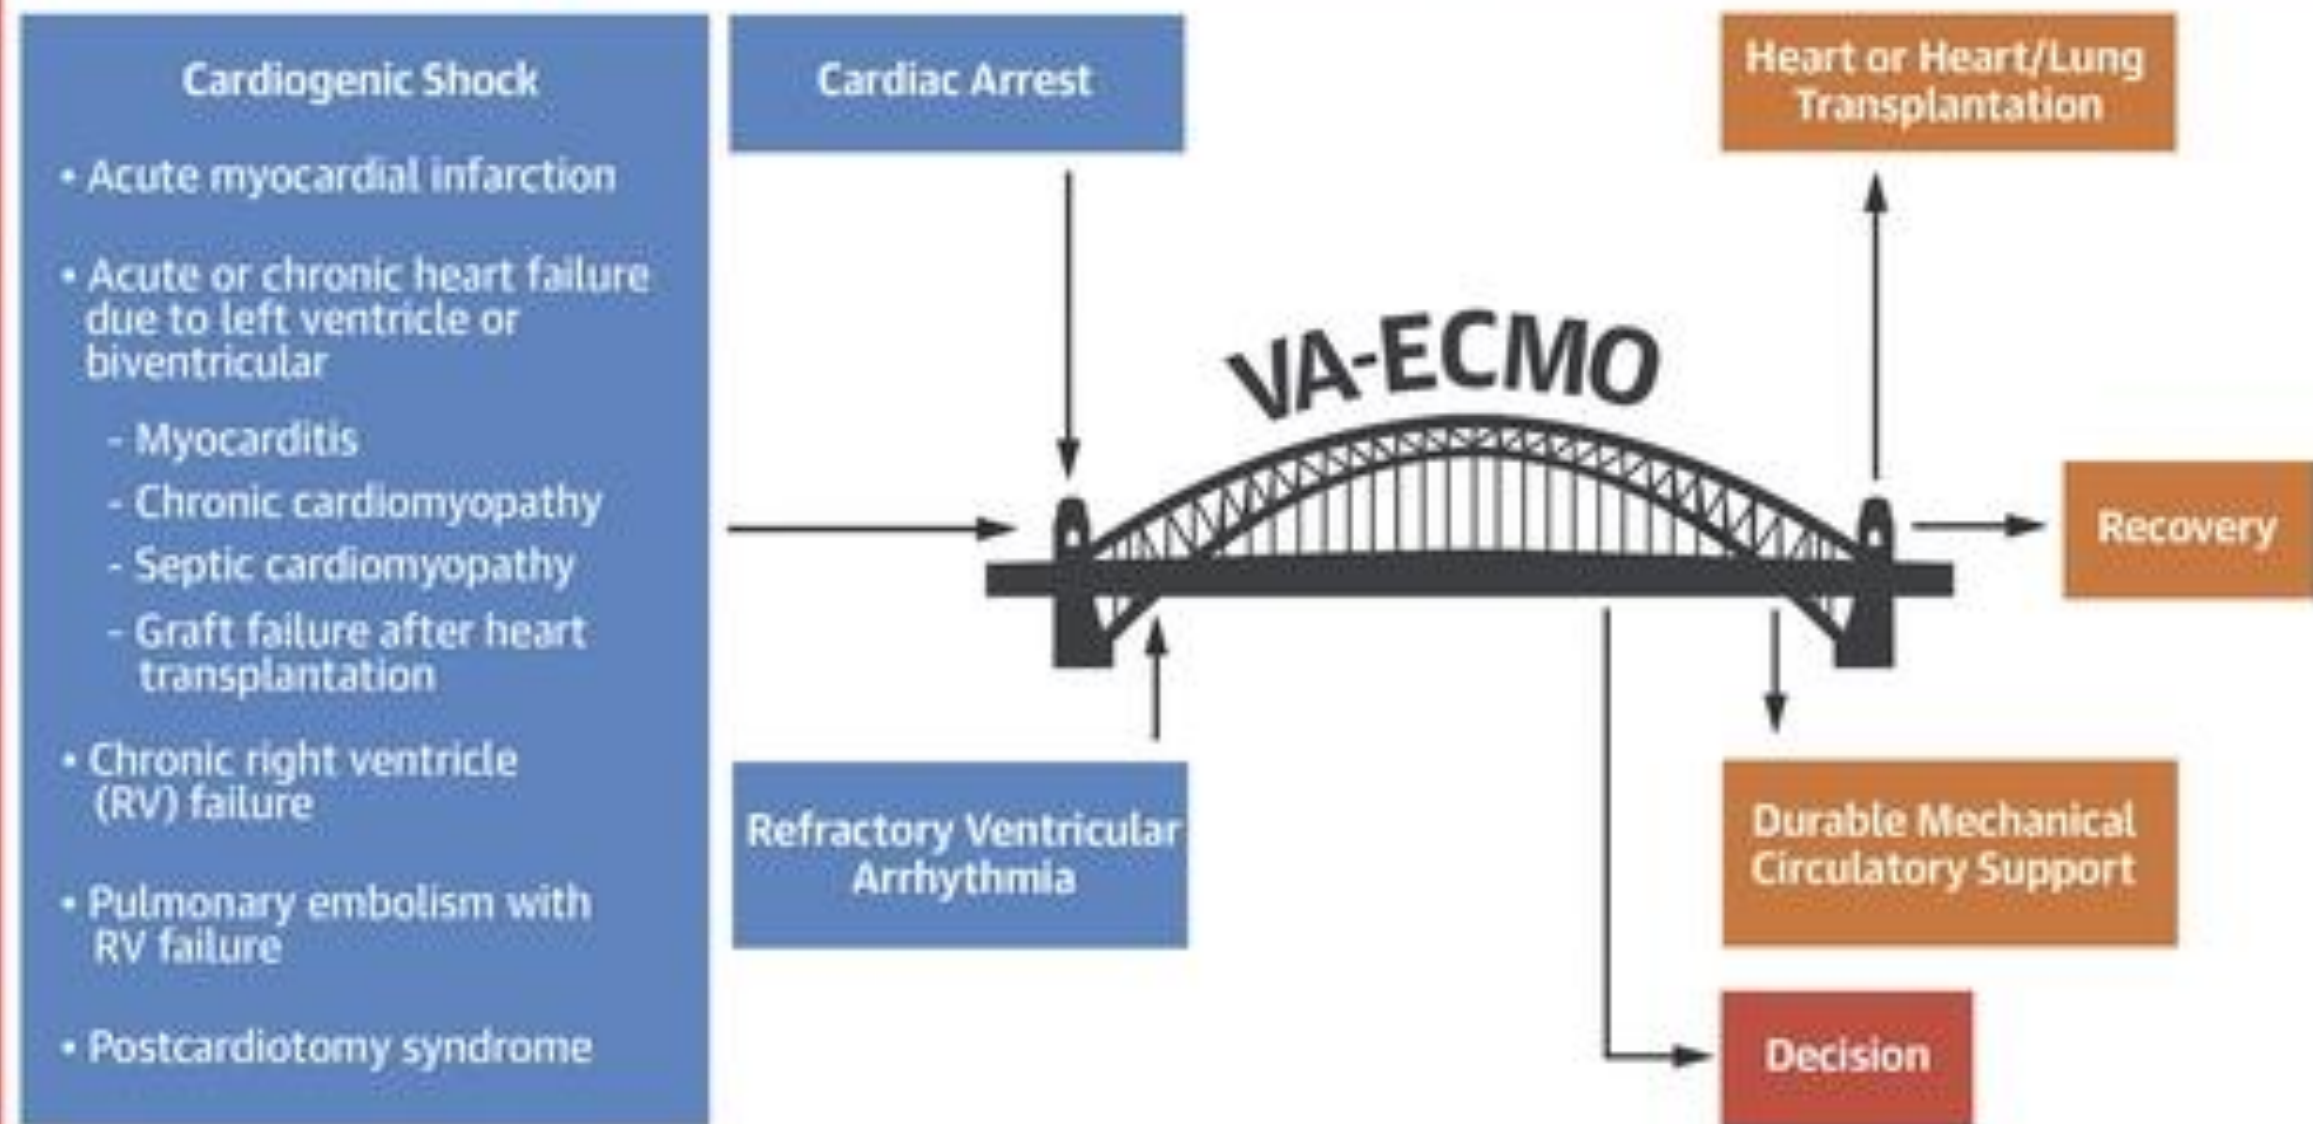 Cardiogenic Shock
• Acute myocardial infarction
• Acute or chronic heart failure
due to left ventricle or
biventricular
- Myocarditis
- Chronic cardiomyopathy
- Septic cardiomyopathy
- Graft failure after heart
transplantation
• Chronic right ventricle
(RV) failure
• Pulmonary embolism with
RV failure
• Postcardiotomy syndrome
Cardiac Arrest
Refractory Ventricular
Arrhythmia
VA-ECMO
Heart or Heart/Lung
Transplantation
Recovery
Durable Mechanical
Circulatory Support
Decision